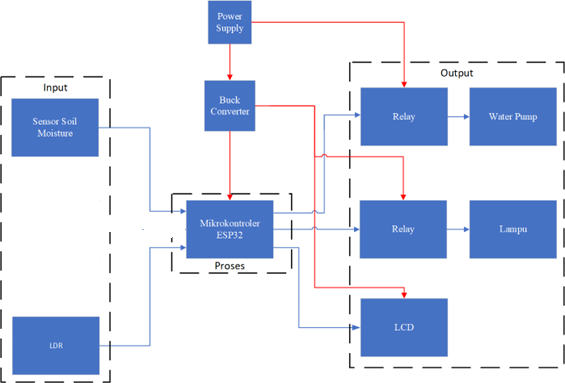 Power
Supply
Input
Output
Sensor Soil
Moisture
Buck
Converter
Relay
Water Pump
Mikrokontroler
ESP32
Relay
Lampu
Proses
LDR
LCD